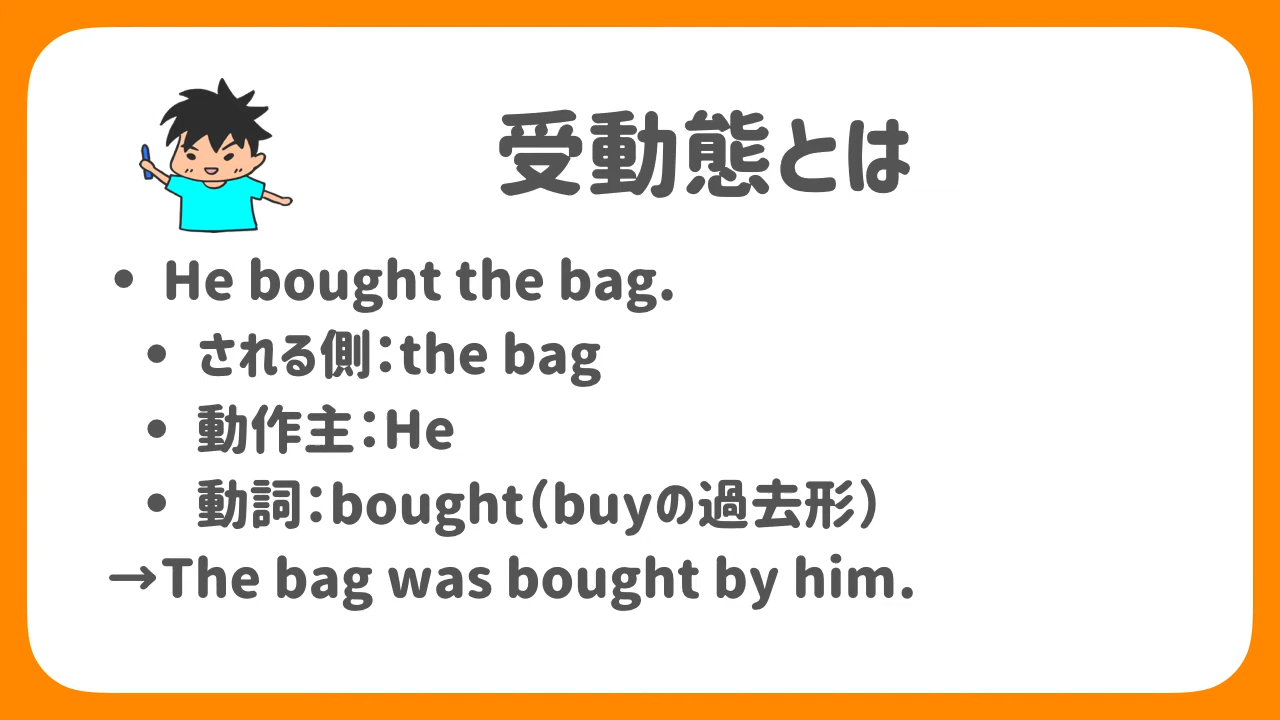 受動態とは
• He bought the bag.
• される側：the bag
• 動作主：He
• 動詞：bought（buyの過去形）
→The bag was bought by him.